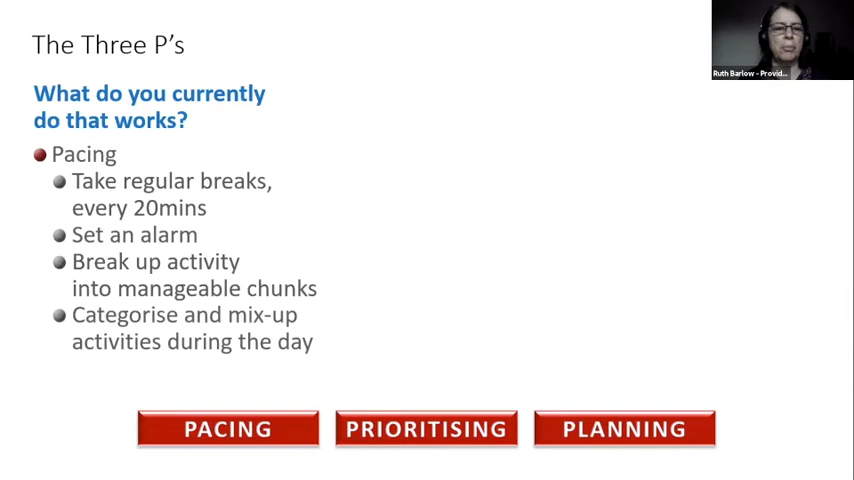 The Three P's
Ruth Barlow - Provid...
What do you currently
do that works?
Pacing
Take regular breaks,
every 20mins
Set an alarm
Break up activity
into manageable chunks
Categorise and mix-up
activities during the day
PACING
PRIORITISING
PLANNING